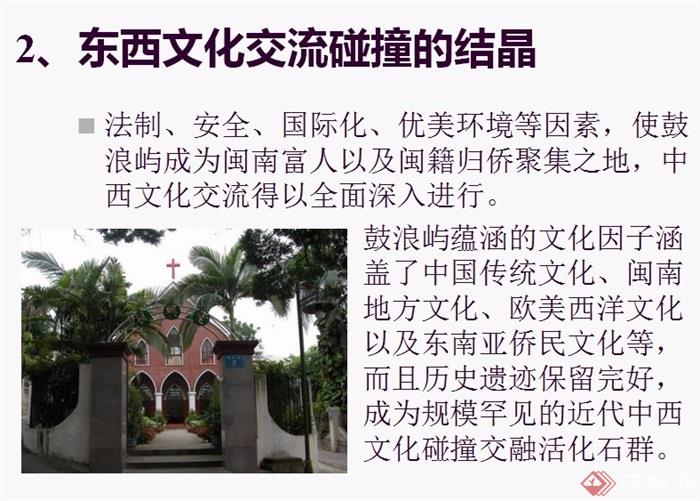 2、东西文化交流碰撞的结晶
法制、安全、国际化、优美环境等因素，使鼓
浪屿成为闽南富人以及闽籍归侨聚集之地，中
西文化交流得以全面深入进行。
鼓浪屿蕴涵的文化因子涵
盖了中国传统文化、闽南
地方文化、欧美西洋文化
以及东南亚侨民文化等，
而且历史遗迹保留完好，
成为规模罕见的近代中西
文化碰撞交融活化石群。